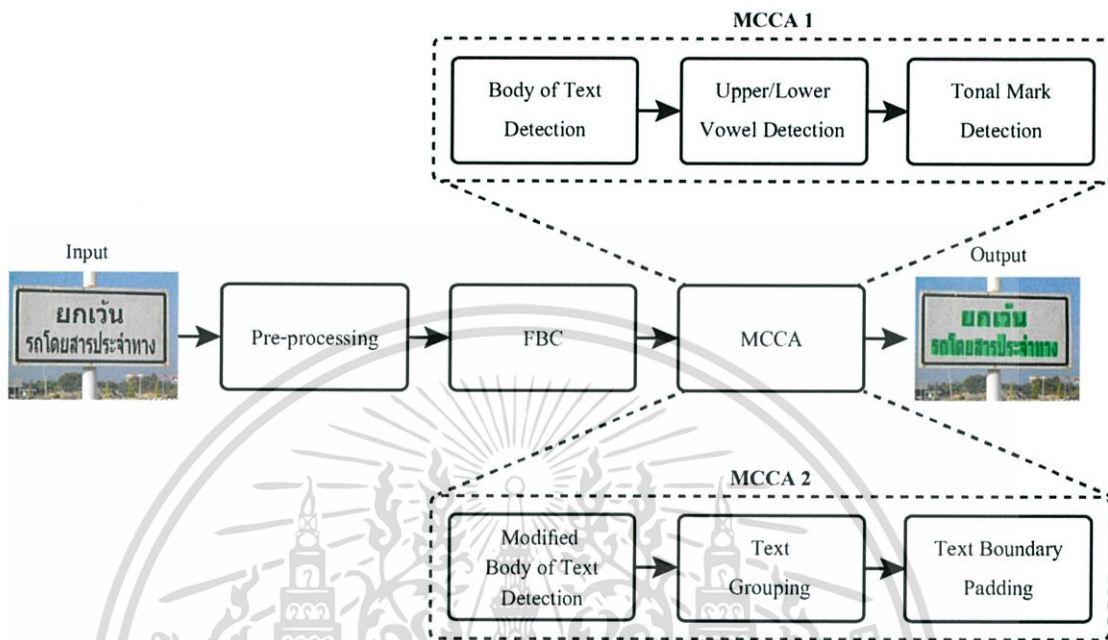 MCCA 1
Body of Text
Detection
Upper/Lower
Vowel Detection
Tonal Mark
Detection
Input
ยกเว้น
รถโดยสารประจำทาง
Pre-processing
FBC
MCCA
Output
ยกเว้น
รถโดยสารประจำทาง
MCCA 2
Modified
Body of Text
Detection
Text
Grouping
Text Boundary
Padding